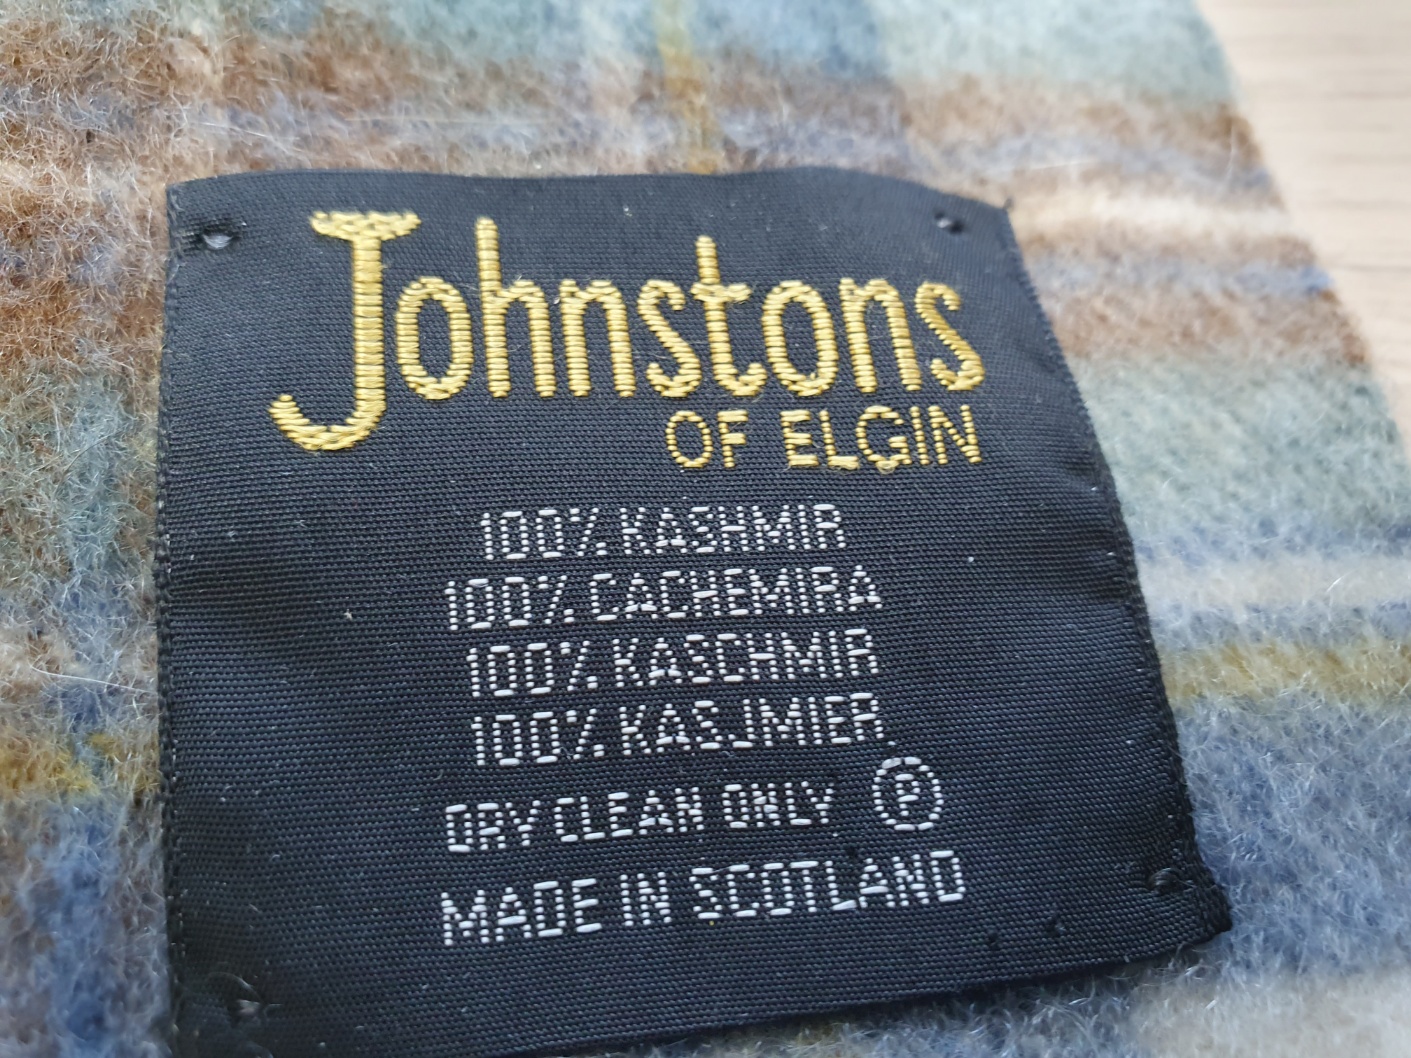 Johnstons
OF ELGIN
100% KASHMIR
100% CACHEMIRA
100% KASCHMIR
100% KASJMIER
DRY CLEAN ONLY Ⓟ
MADE IN SCOTLAND